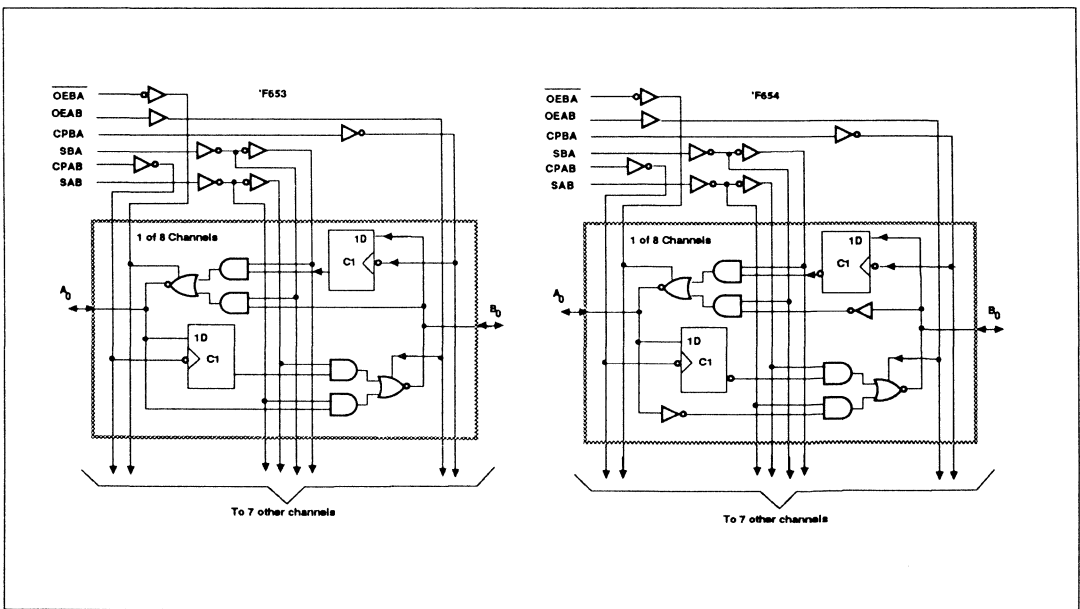 'F653
OEBA
OEAB
CPBA
SBA
CPAB
SAB
1 of 8 Channels
1D
C1
A0
B0
1D
C1
To 7 other channels
'F654
OEBA
OEAB
CPBA
SBA
CPAB
SAB
1 of 8 Channels
1D
C1
A0
B0
1D
C1
To 7 other channels